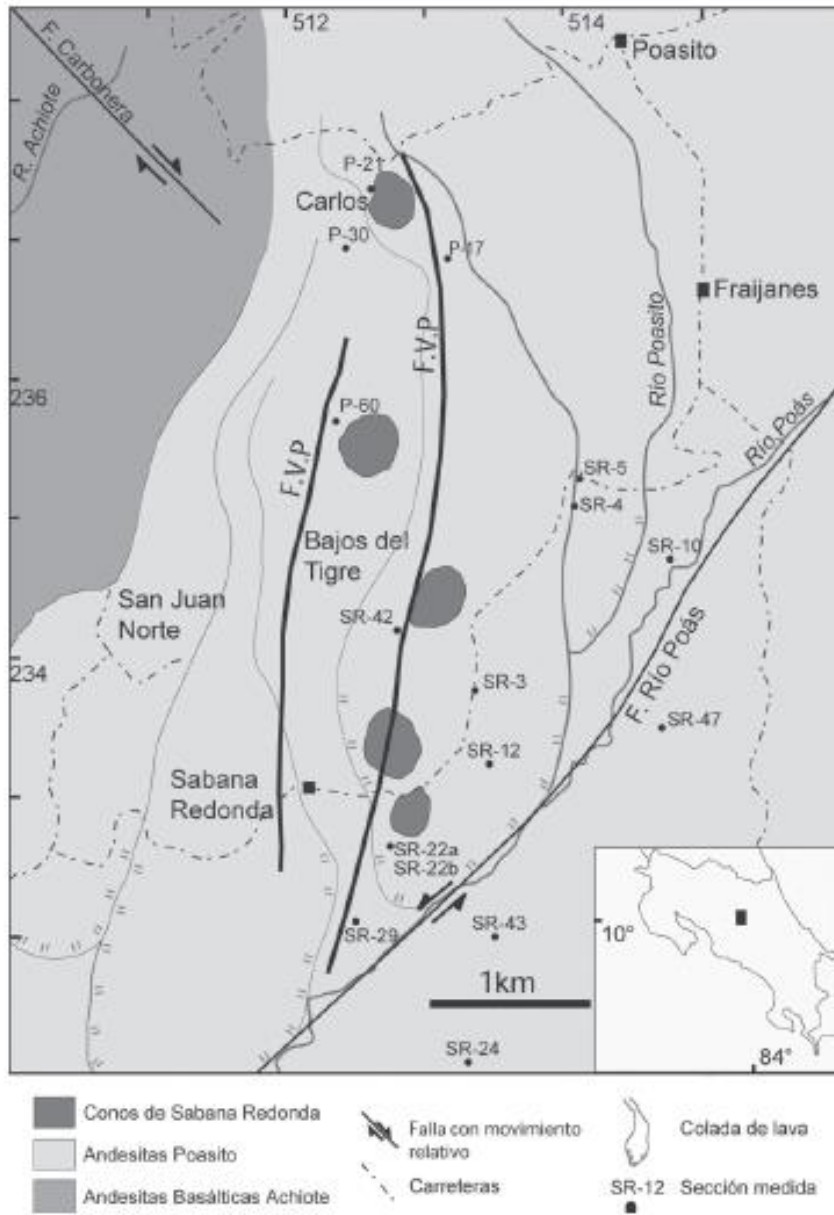 512
514
F. Carbonera
Poasito
R. Achiote
P-21
Carlos
P-30
P-17
Fraijanes
F.V.P
Río Poasito
236
Río Poás
P-60
F.V.P
SR-5
SR-4
Bajos del
Tigre
SR-10
San Juan
Norte
SR-42
234
SR-3
F. Río Poás
SR-47
SR-12
Sabana
Redonda
SR-22a
SR-22b
SR-29
SR-43
10°
1km
SR-24
84°
Conos de Sabana Redonda
Falla con movimiento
relativo
Colada de lava
Andesitas Poasito
Carreteras
SR-12
Sección medida
Andesitas Basálticas Achiote